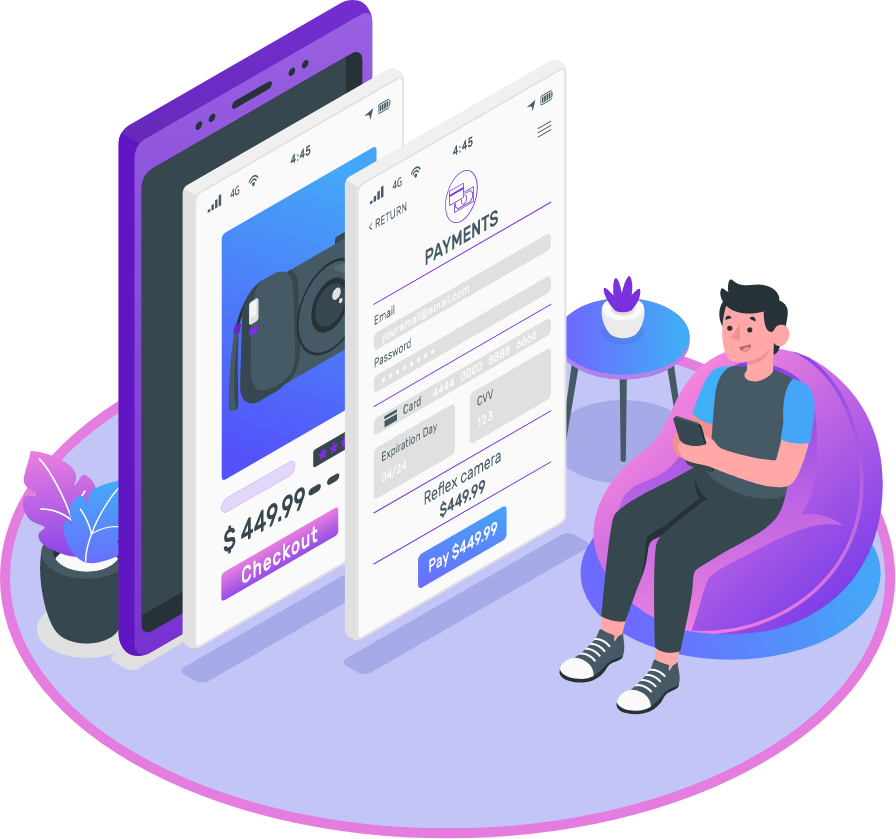 4G
4:45
$ 449.99
Checkout
4G
4:45
< RETURN
PAYMENTS
Email
youremail@email.com
Password
********
Card 4444 0000 8888 6666
Expiration Day
04/24
CVV
123
Reflex camera
$449.99
Pay $449.99